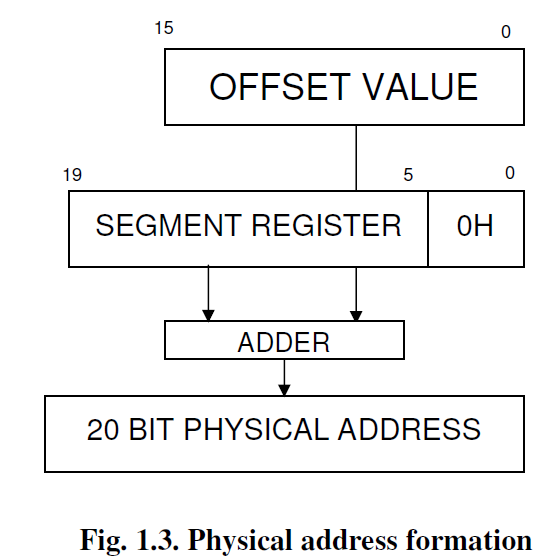 15 0
OFFSET VALUE
19 5 0
SEGMENT REGISTER 0H
ADDER
20 BIT PHYSICAL ADDRESS
Fig. 1.3. Physical address formation